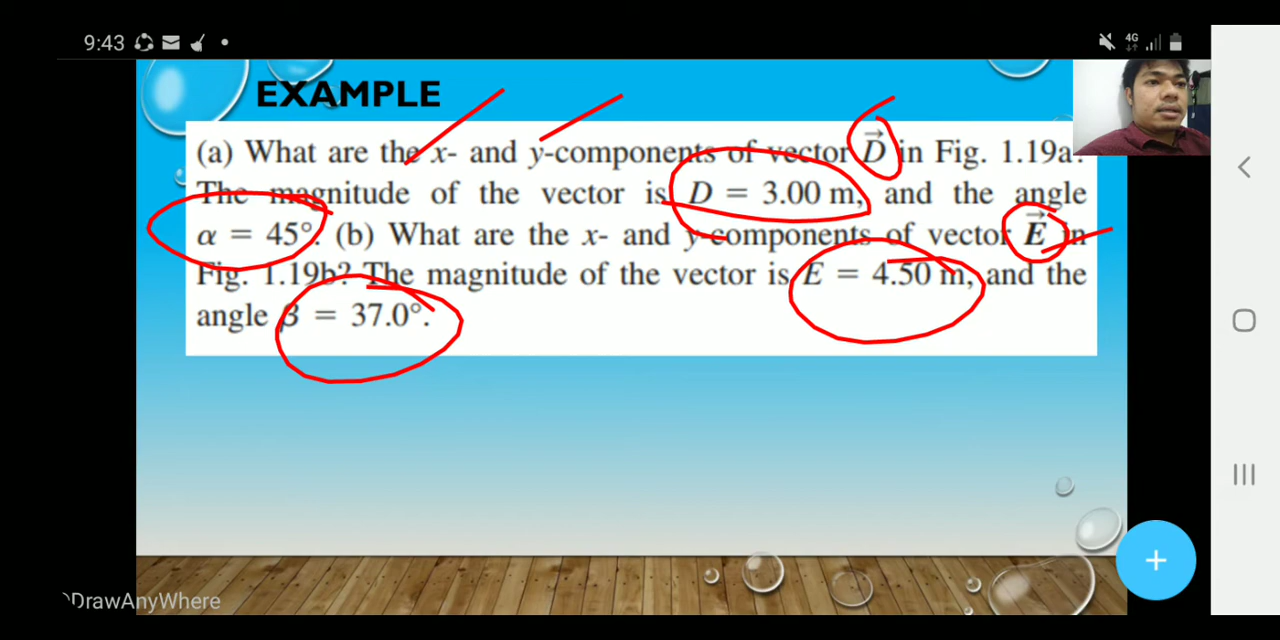 9:43
4G
EXAMPLE
(a) What are the x- and y-components of vector D⃗ in Fig. 1.19a?
The magnitude of the vector is D = 3.00 m, and the angle
α = 45°. (b) What are the x- and y-components of vector E⃗ in
Fig. 1.19b? The magnitude of the vector is E = 4.50 m, and the
angle β = 37.0°.
DrawAnyWhere